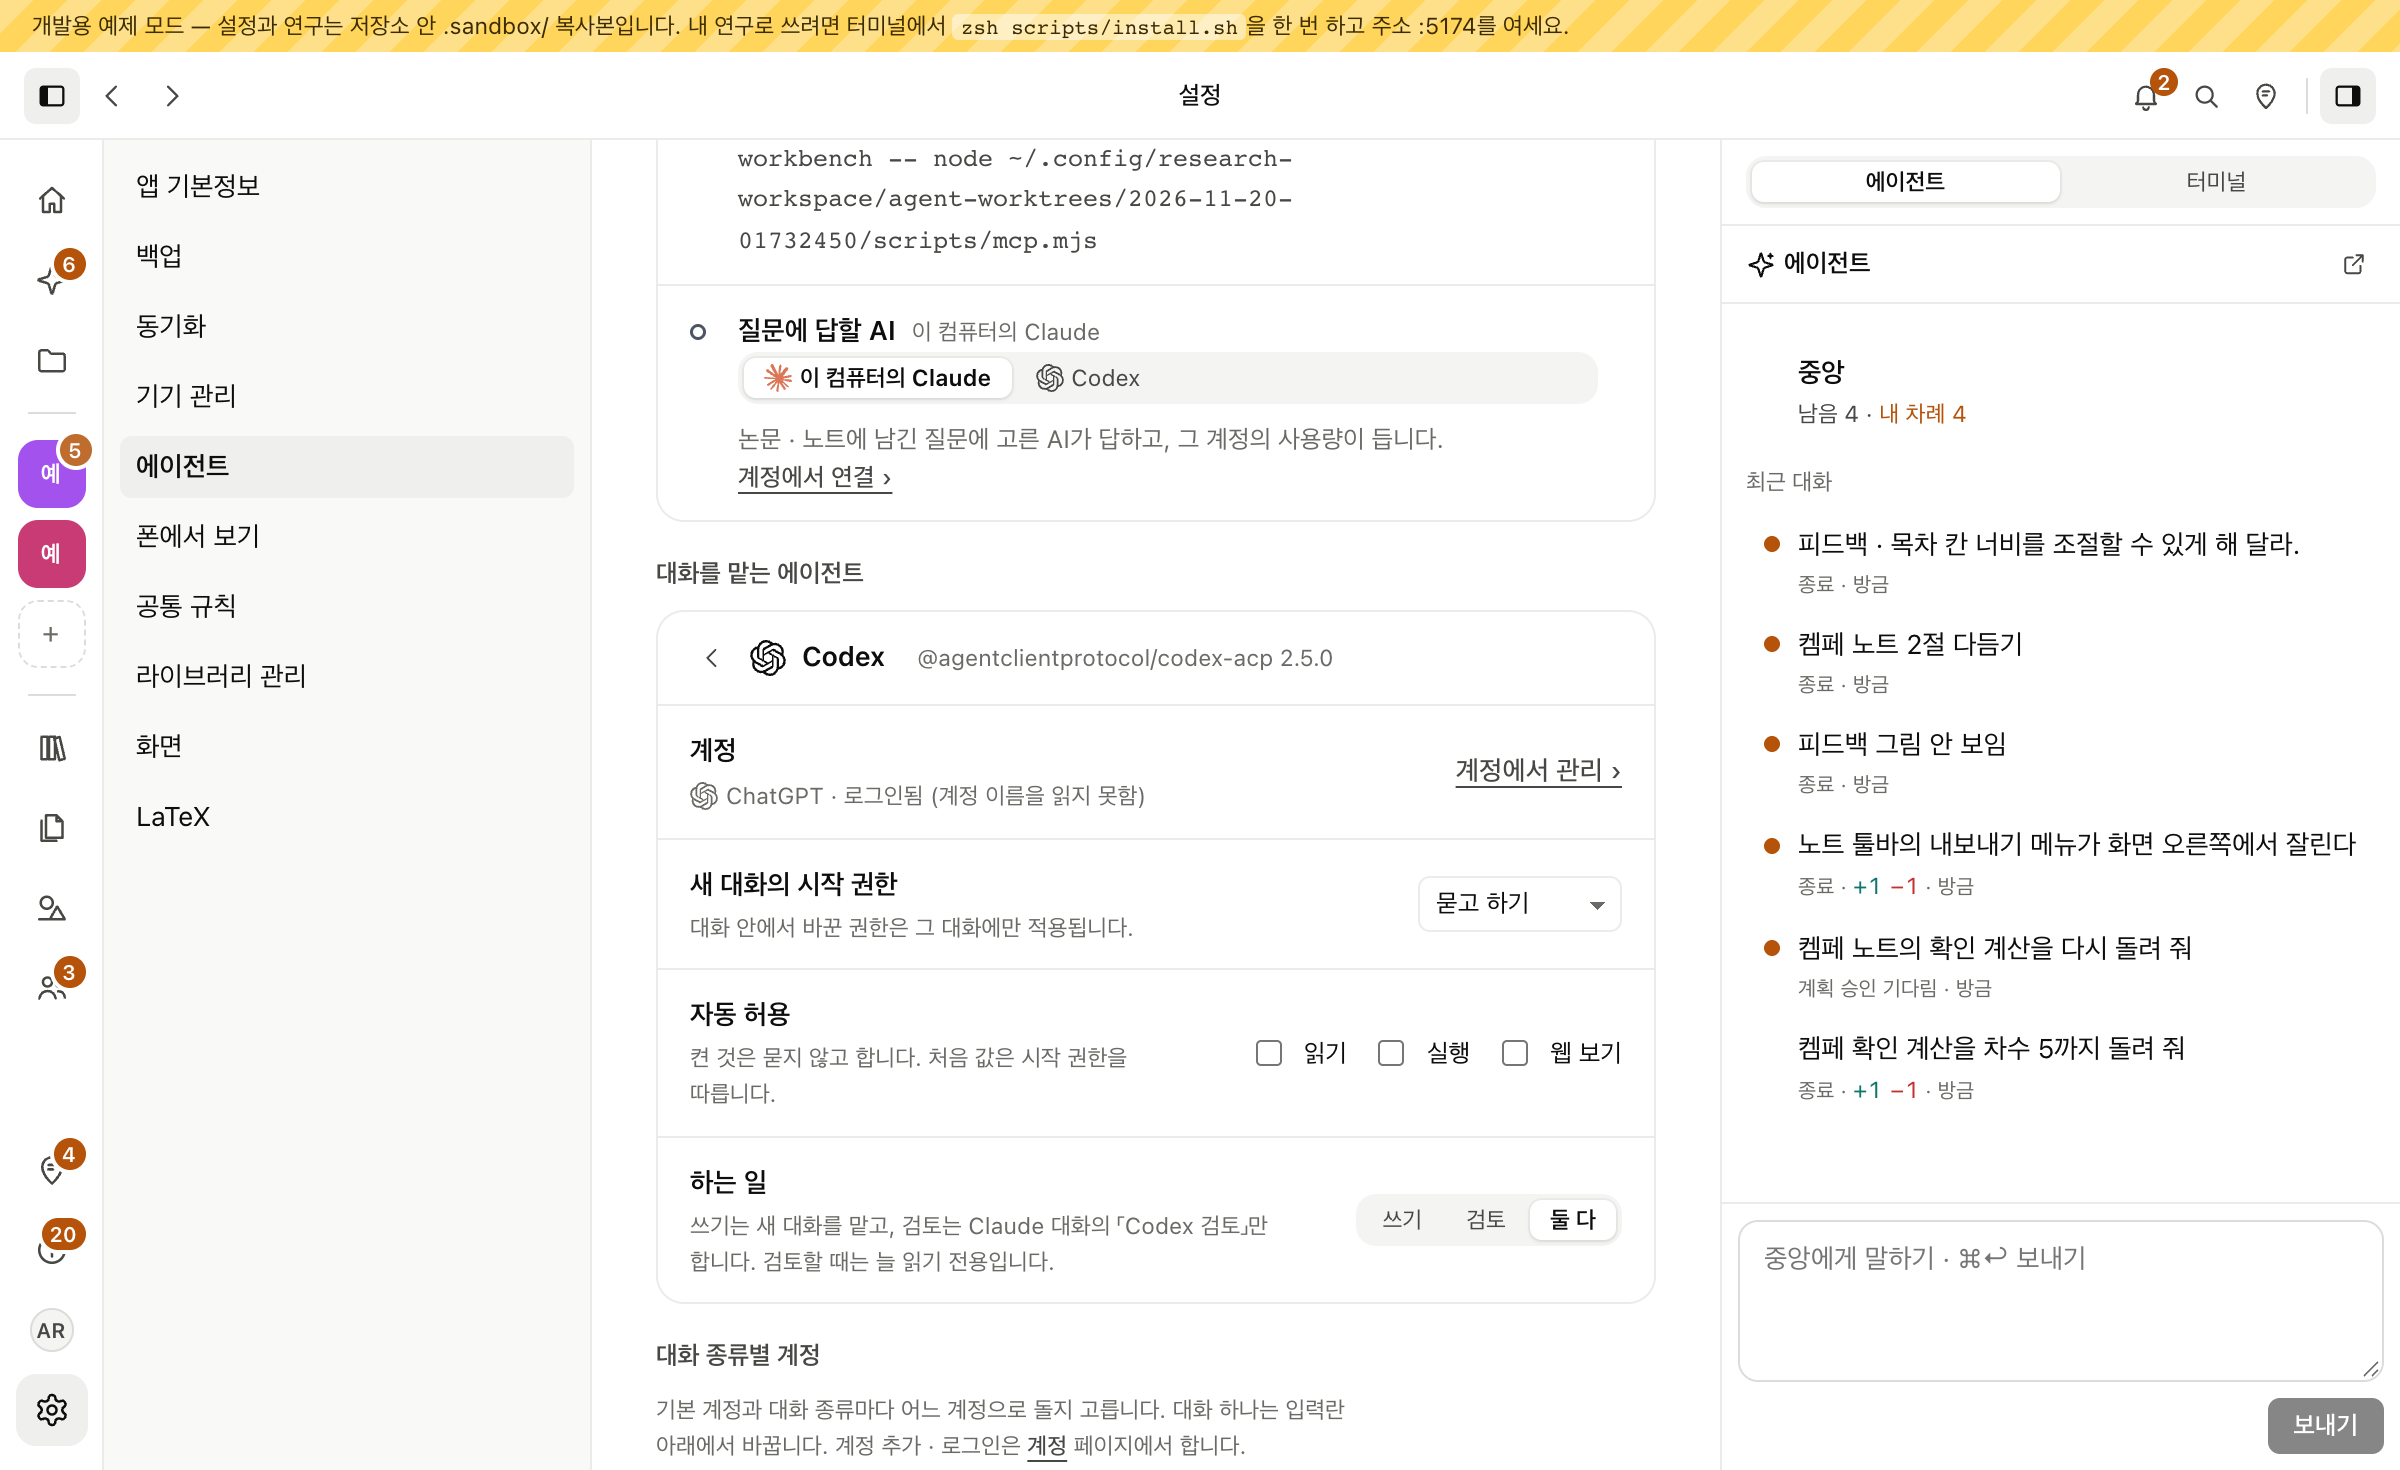 개발용 예제 모드 — 설정과 연구는 저장소 안 .sandbox/ 복사본입니다. 내 연구로 쓰려면 터미널에서 zsh scripts/install.sh을 한 번 하고 주소 :5174를 여세요.
설정
2
6
5
예
예
+
3
4
20
AR
앱 기본정보
백업
동기화
기기 관리
에이전트
폰에서 보기
공통 규칙
라이브러리 관리
화면
LaTeX
workbench -- node ~/.config/research-
workspace/agent-worktrees/2026-11-20-
01732450/scripts/mcp.mjs
질문에 답할 AI 이 컴퓨터의 Claude
이 컴퓨터의 Claude Codex
논문 · 노트에 남긴 질문에 고른 AI가 답하고, 그 계정의 사용량이 듭니다.
계정에서 연결 ›
대화를 맡는 에이전트
Codex @agentclientprotocol/codex-acp 2.5.0
계정
ChatGPT · 로그인됨 (계정 이름을 읽지 못함)
계정에서 관리 ›
새 대화의 시작 권한
대화 안에서 바꾼 권한은 그 대화에만 적용됩니다.
묻고 하기
자동 허용
켠 것은 묻지 않고 합니다. 처음 값은 시작 권한을
따릅니다.
읽기 실행 웹 보기
하는 일
쓰기는 새 대화를 맡고, 검토는 Claude 대화의 「Codex 검토」만
합니다. 검토할 때는 늘 읽기 전용입니다.
쓰기 검토 둘 다
대화 종류별 계정
기본 계정과 대화 종류마다 어느 계정으로 돌지 고릅니다. 대화 하나는 입력란
아래에서 바꿉니다. 계정 추가 · 로그인은 계정 페이지에서 합니다.
에이전트 터미널
에이전트
중앙
남음 4 · 내 차례 4
최근 대화
피드백 · 목차 칸 너비를 조절할 수 있게 해 달라.
종료 · 방금
켐페 노트 2절 다듬기
종료 · 방금
피드백 그림 안 보임
종료 · 방금
노트 툴바의 내보내기 메뉴가 화면 오른쪽에서 잘린다
종료 · +1 −1 · 방금
켐페 노트의 확인 계산을 다시 돌려 줘
계획 승인 기다림 · 방금
켐페 확인 계산을 차수 5까지 돌려 줘
종료 · +1 −1 · 방금
중앙에게 말하기 · ⌘↩ 보내기
보내기